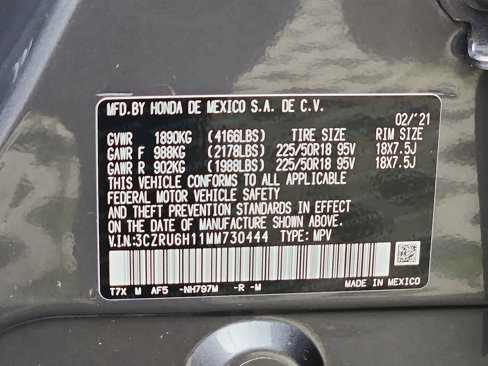 MFD.BY HONDA DE MEXICO S.A. DE C.V.
02/'21
GVWR 1890KG (4166LBS) TIRE SIZE RIM SIZE
GAWR F 988KG (2178LBS) 225/50R18 95V 18X7.5J
GAWR R 902KG (1988LBS) 225/50R18 95V 18X7.5J
THIS VEHICLE CONFORMS TO ALL APPLICABLE
FEDERAL MOTOR VEHICLE SAFETY
AND THEFT PREVENTION STANDARDS IN EFFECT
ON THE DATE OF MANUFACTURE SHOWN ABOVE.
V.I.N:3CZRU6H11MM730444 TYPE: MPV
T7X M AF5 -NH797M -R -M MADE IN MEXICO